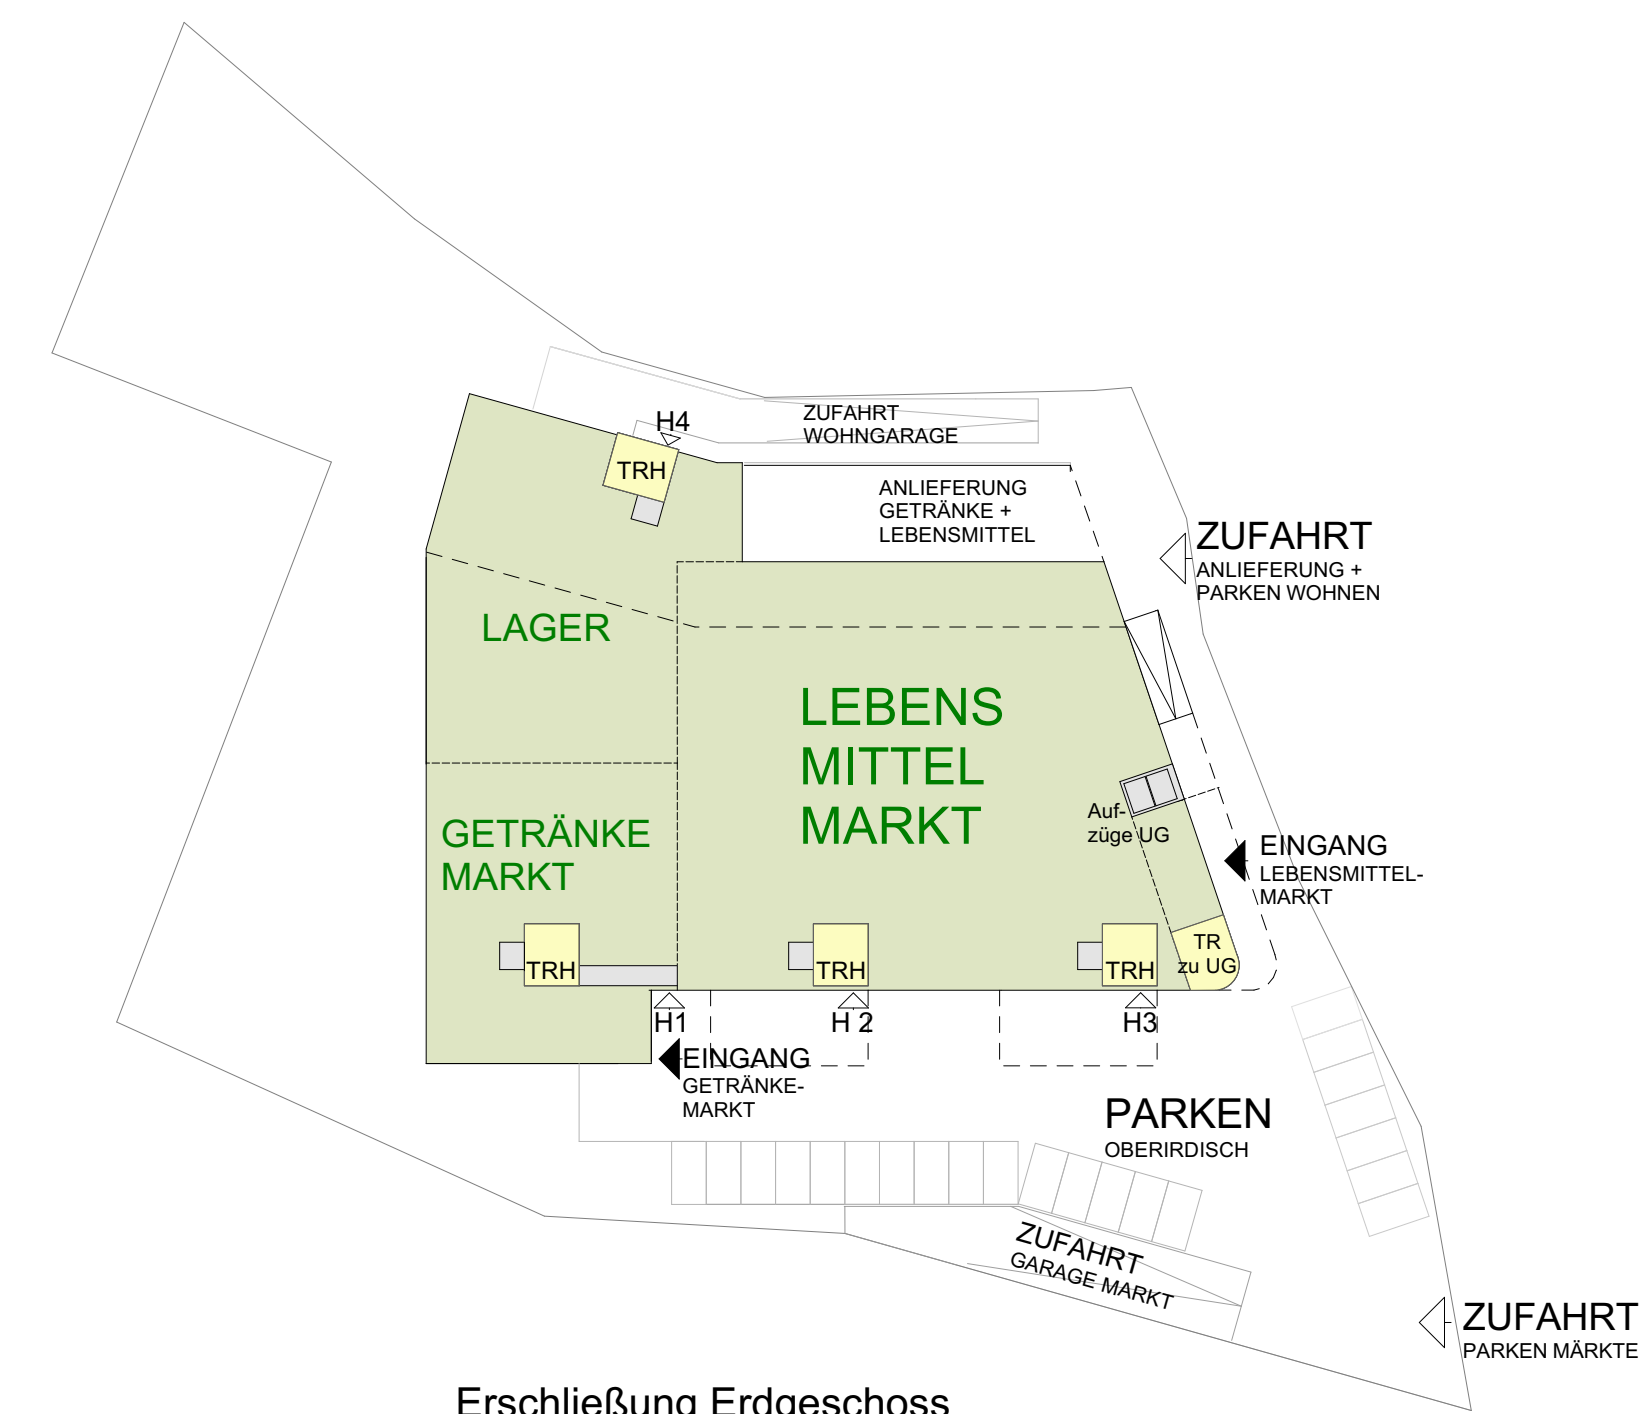 H4
TRH
ZUFAHRT
WOHNGARAGE
ANLIEFERUNG
GETRÄNKE +
LEBENSMITTEL
ZUFAHRT
ANLIEFERUNG +
PARKEN WOHNEN
LAGER
LEBENS
MITTEL
MARKT
GETRÄNKE
MARKT
Auf-
züge UG
EINGANG
LEBENSMITTEL-
MARKT
TRH
TRH
TRH
TR
zu UG
H1
H 2
H3
EINGANG
GETRÄNKE-
MARKT
PARKEN
OBERIRDISCH
ZUFAHRT
GARAGE MARKT
ZUFAHRT
PARKEN MÄRKTE
Erschließung Erdgeschoss